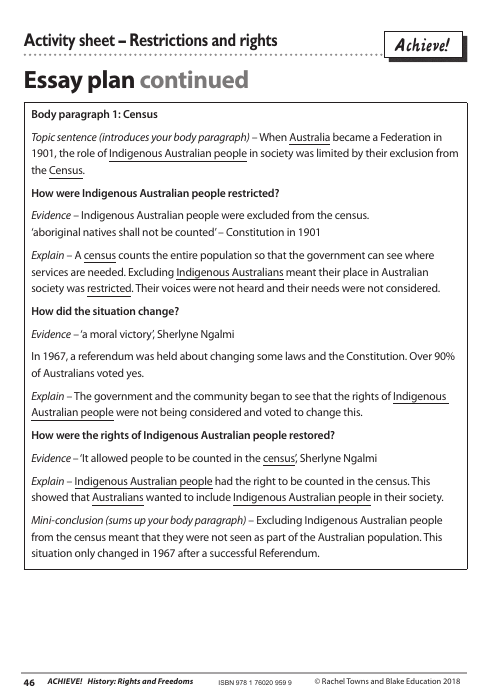 Activity sheet – Restrictions and rights
Achieve!
Essay plan continued
Body paragraph 1: Census
Topic sentence (introduces your body paragraph) – When Australia became a Federation in
1901, the role of Indigenous Australian people in society was limited by their exclusion from
the Census.
How were Indigenous Australian people restricted?
Evidence – Indigenous Australian people were excluded from the census.
‘aboriginal natives shall not be counted’ – Constitution in 1901
Explain – A census counts the entire population so that the government can see where
services are needed. Excluding Indigenous Australians meant their place in Australian
society was restricted. Their voices were not heard and their needs were not considered.
How did the situation change?
Evidence – ‘a moral victory’, Sherlyne Ngalmi
In 1967, a referendum was held about changing some laws and the Constitution. Over 90%
of Australians voted yes.
Explain – The government and the community began to see that the rights of Indigenous
Australian people were not being considered and voted to change this.
How were the rights of Indigenous Australian people restored?
Evidence – ‘It allowed people to be counted in the census’, Sherlyne Ngalmi
Explain – Indigenous Australian people had the right to be counted in the census. This
showed that Australians wanted to include Indigenous Australian people in their society.
Mini-conclusion (sums up your body paragraph) – Excluding Indigenous Australian people
from the census meant that they were not seen as part of the Australian population. This
situation only changed in 1967 after a successful Referendum.
46 ACHIEVE! History: Rights and Freedoms ISBN 978 1 76020 959 9 © Rachel Towns and Blake Education 2018